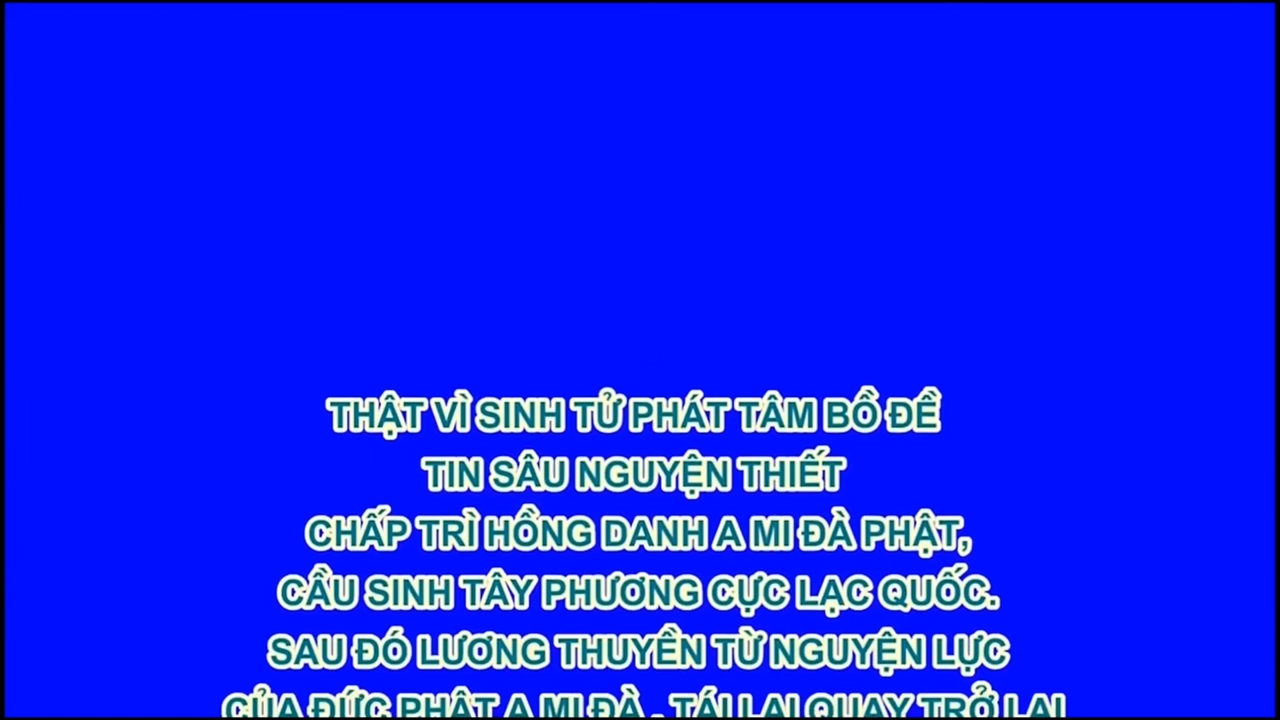 THẬT VÌ SINH TỬ PHÁT TÂM BỒ ĐỀ
TIN SÂU NGUYỆN THIẾT
CHẤP TRÌ HỒNG DANH A MI ĐÀ PHẬT,
CẦU SINH TÂY PHƯƠNG CỰC LẠC QUỐC.
SAU ĐÓ LƯƠNG THUYỀN TỪ NGUYỆN LỰC
CỦA ĐỨC PHẬT A MI ĐÀ , TÁI LAI QUAY TRỞ LẠI